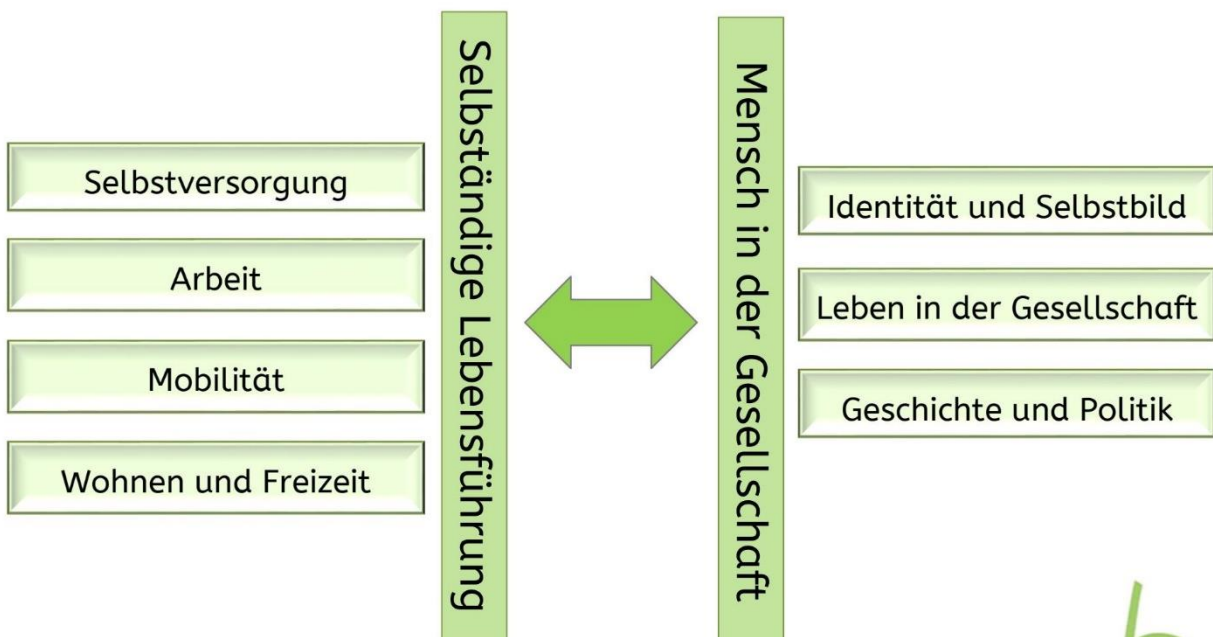 Selbstversorgung
Arbeit
Mobilität
Wohnen und Freizeit
Selbständige Lebensführung
Mensch in der Gesellschaft
Identität und Selbstbild
Leben in der Gesellschaft
Geschichte und Politik